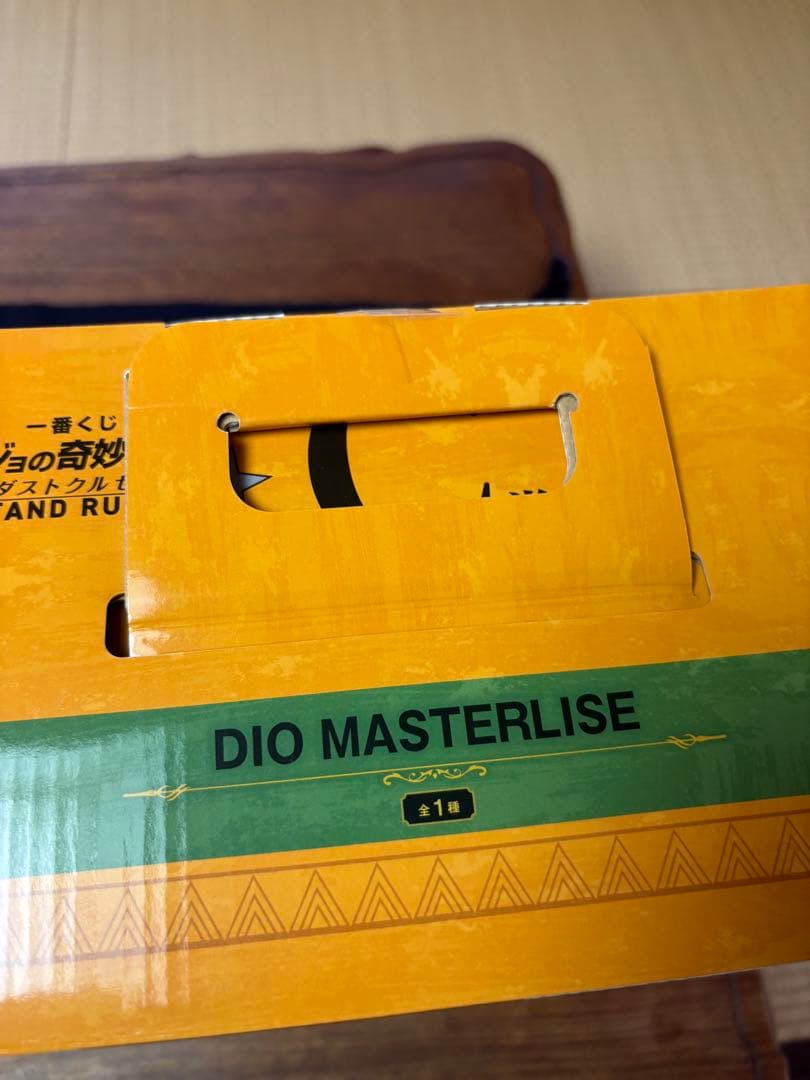 一番くじ
ジョの奇妙
ダストクルセ
TAND RU
DIO MASTERLISE
全1種